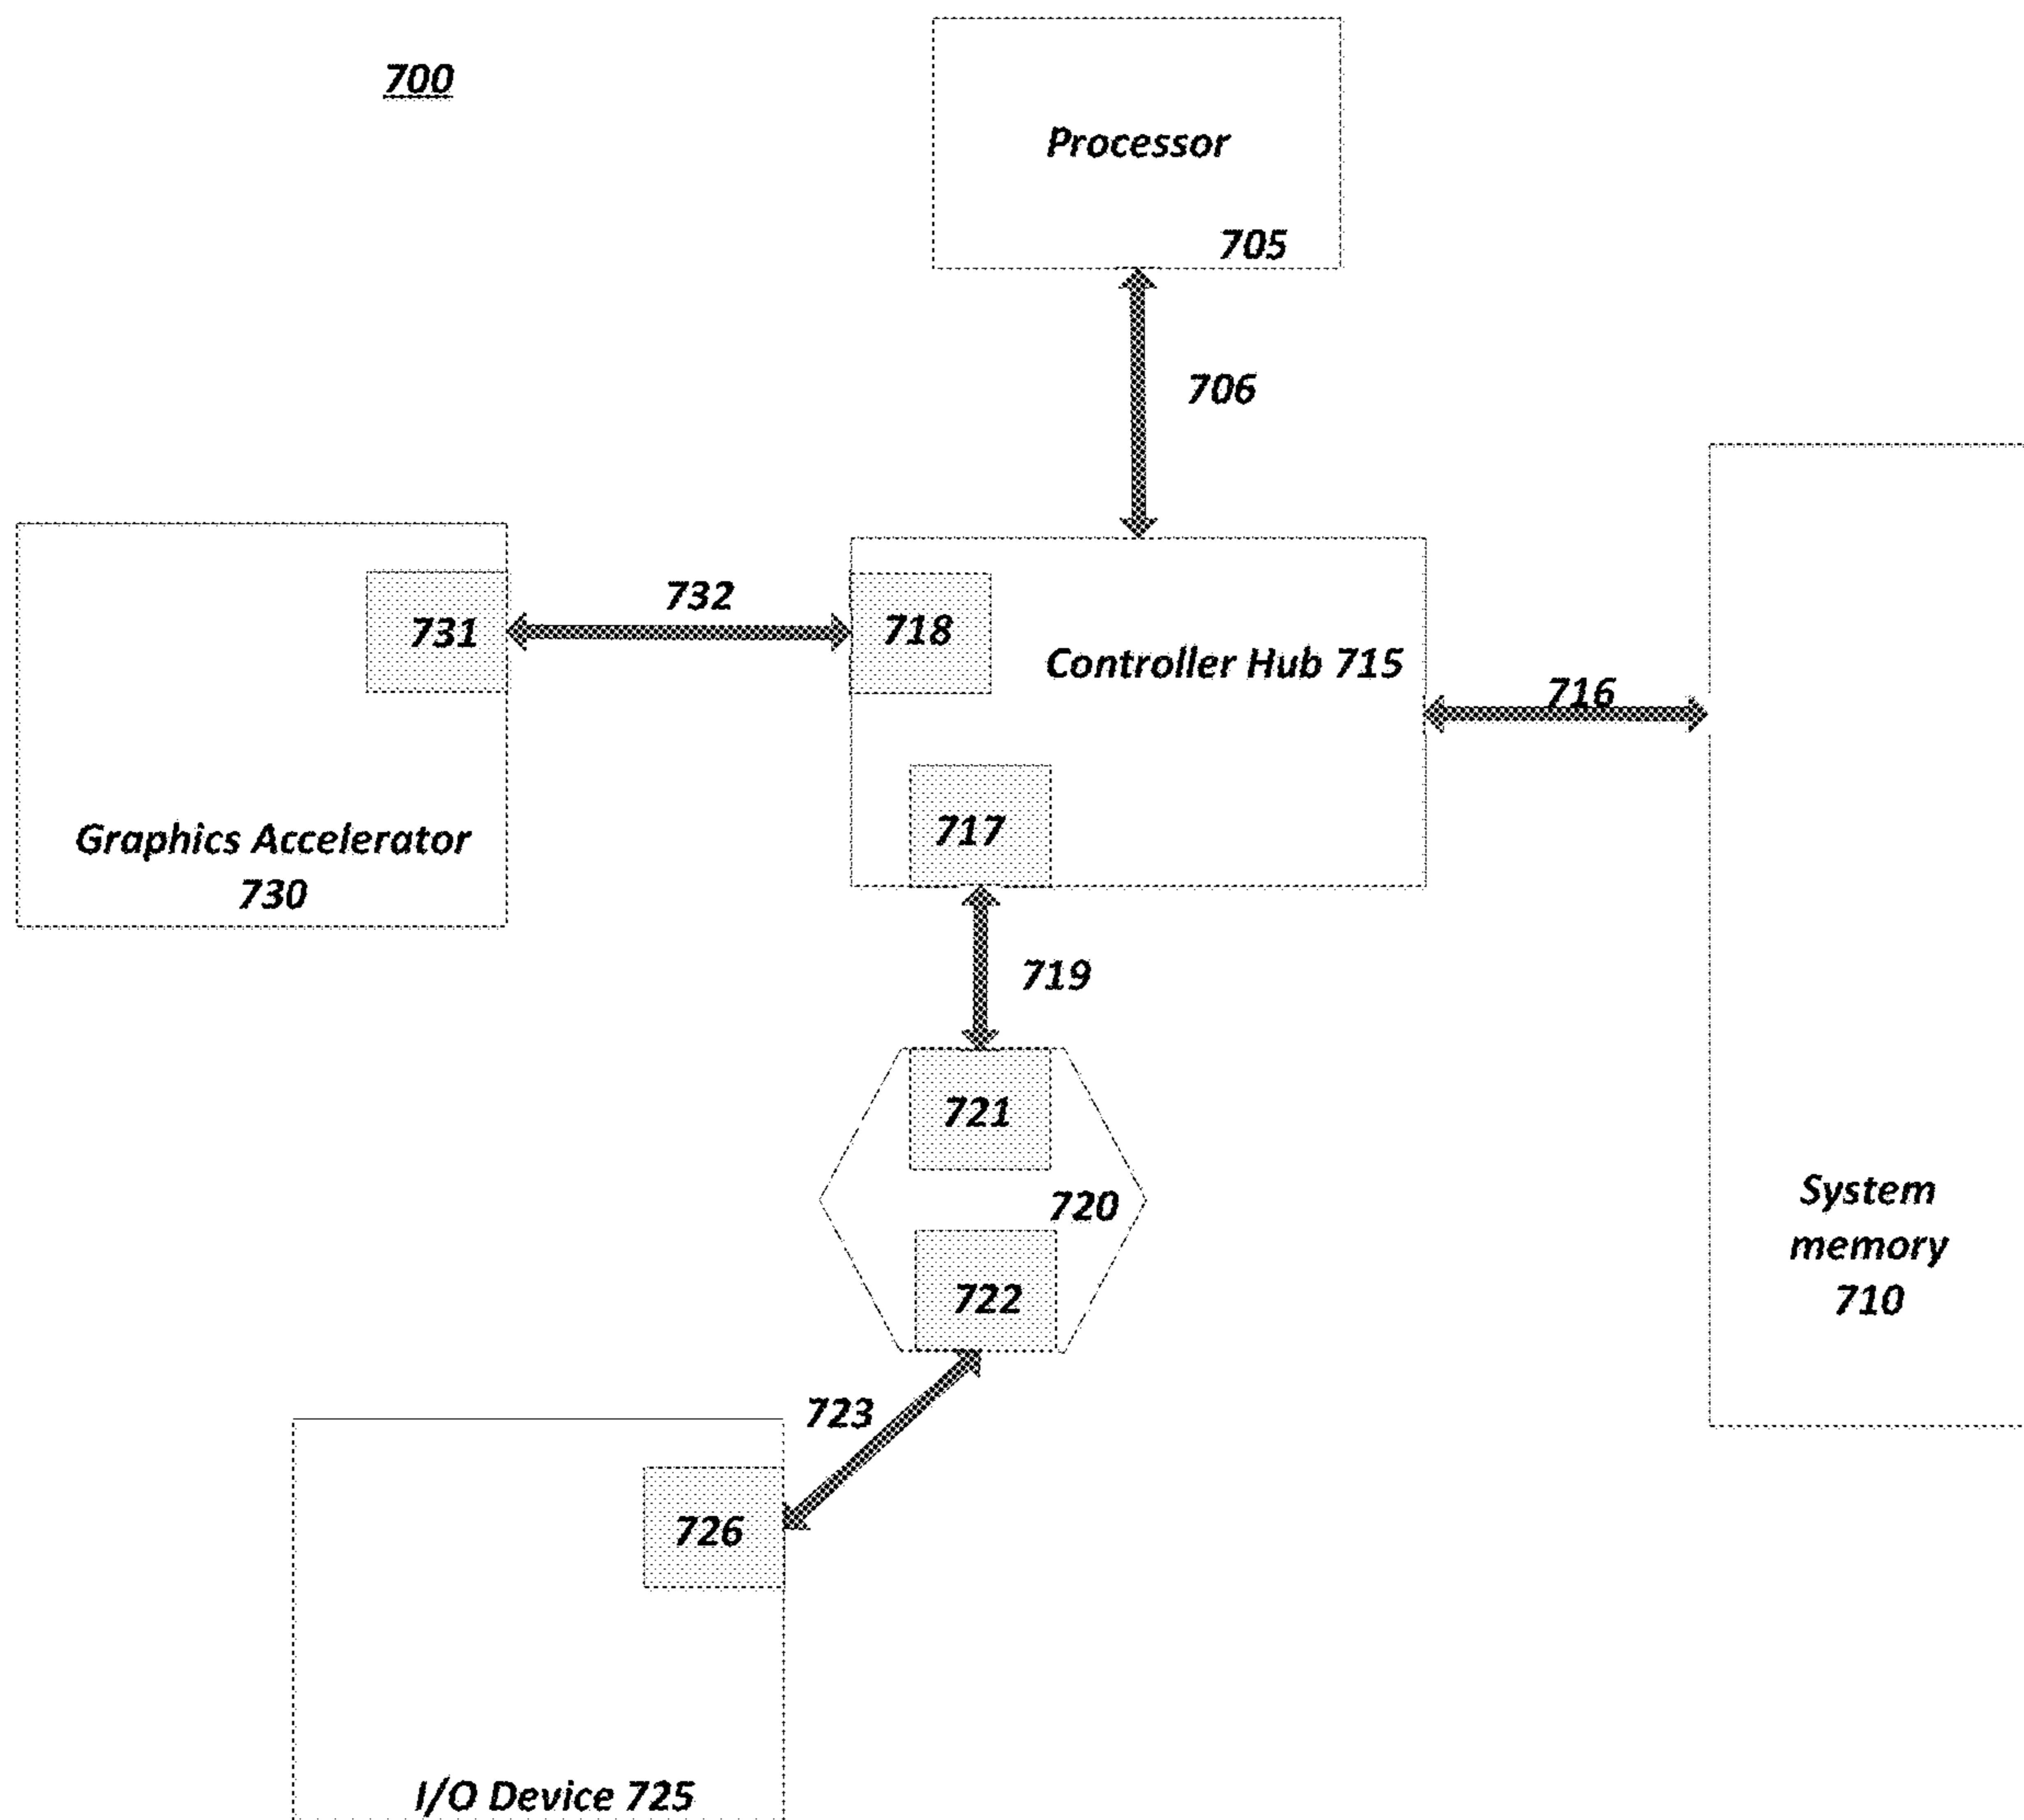 700
Processor
705
706
732
731
718
Controller Hub 715
716
717
Graphics Accelerator
730
719
721
720
System
memory
710
722
723
726
I/O Device 725